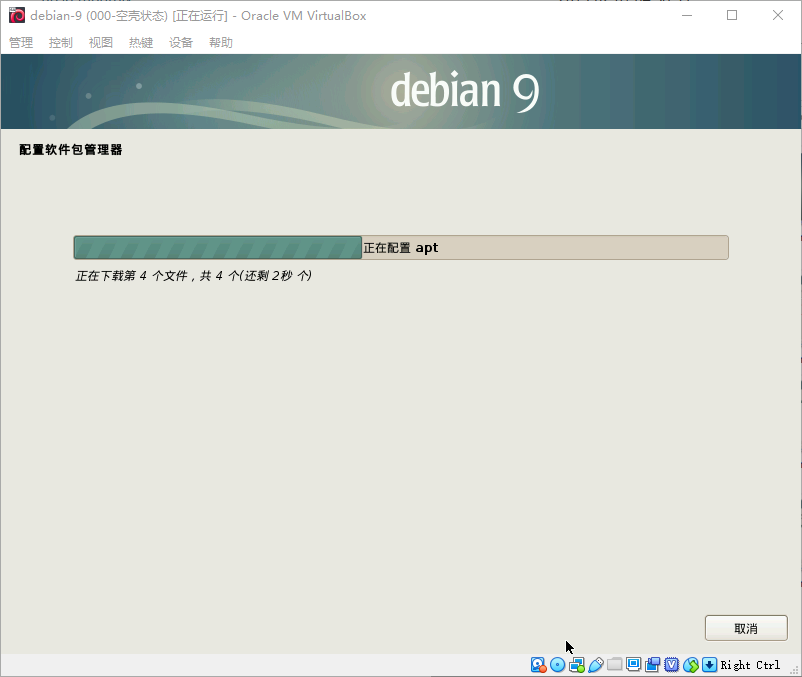 debian-9 (000-空壳状态) [正在运行] - Oracle VM VirtualBox
管理 控制 视图 热键 设备 帮助
debian 9
配置软件包管理器
正在配置 apt
正在下载第 4 个文件，共 4 个(还剩 2秒 个)
取消
Right Ctrl